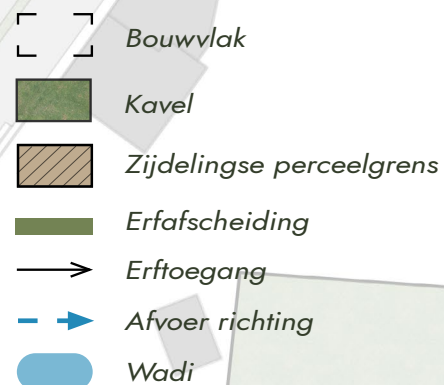 Bouwvlak
Kavel
Zijdelingse perceelgrens
Erfafscheiding
Erftoegang
Afvoer richting
Wadi